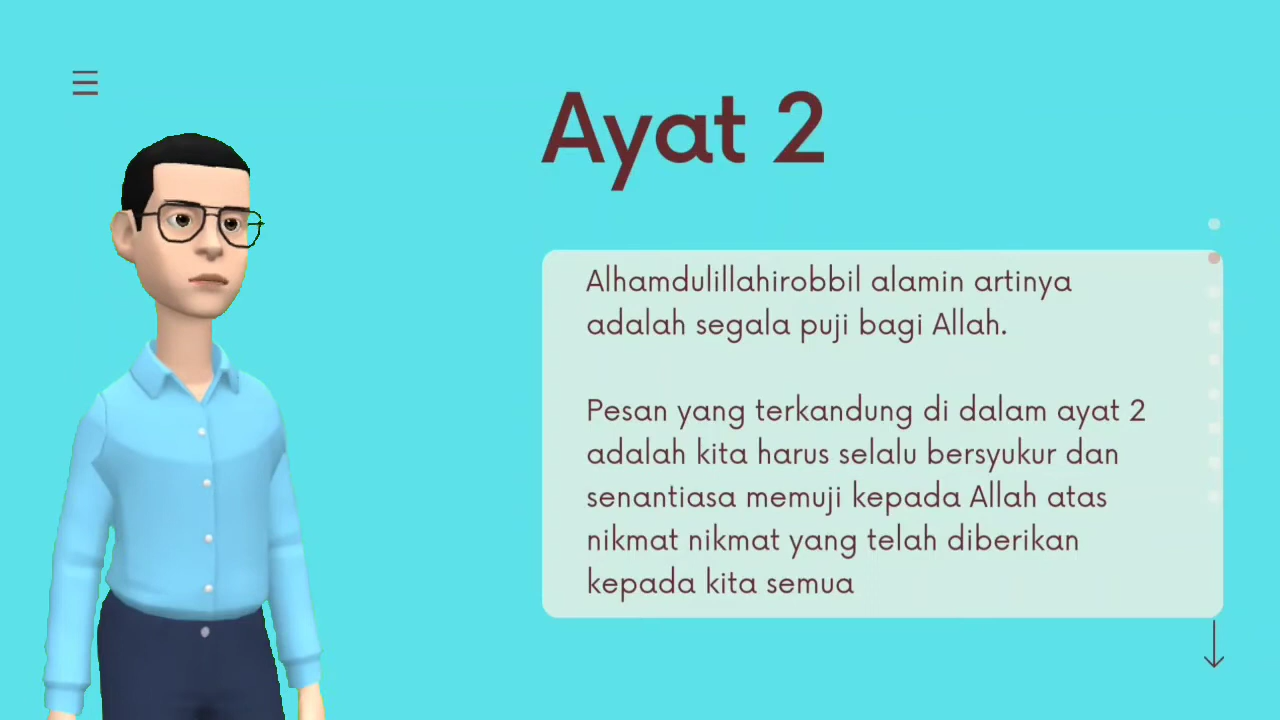 Ayat 2
Alhamdulillahirobbil alamin artinya
adalah segala puji bagi Allah.
Pesan yang terkandung di dalam ayat 2
adalah kita harus selalu bersyukur dan
senantiasa memuji kepada Allah atas
nikmat nikmat yang telah diberikan
kepada kita semua